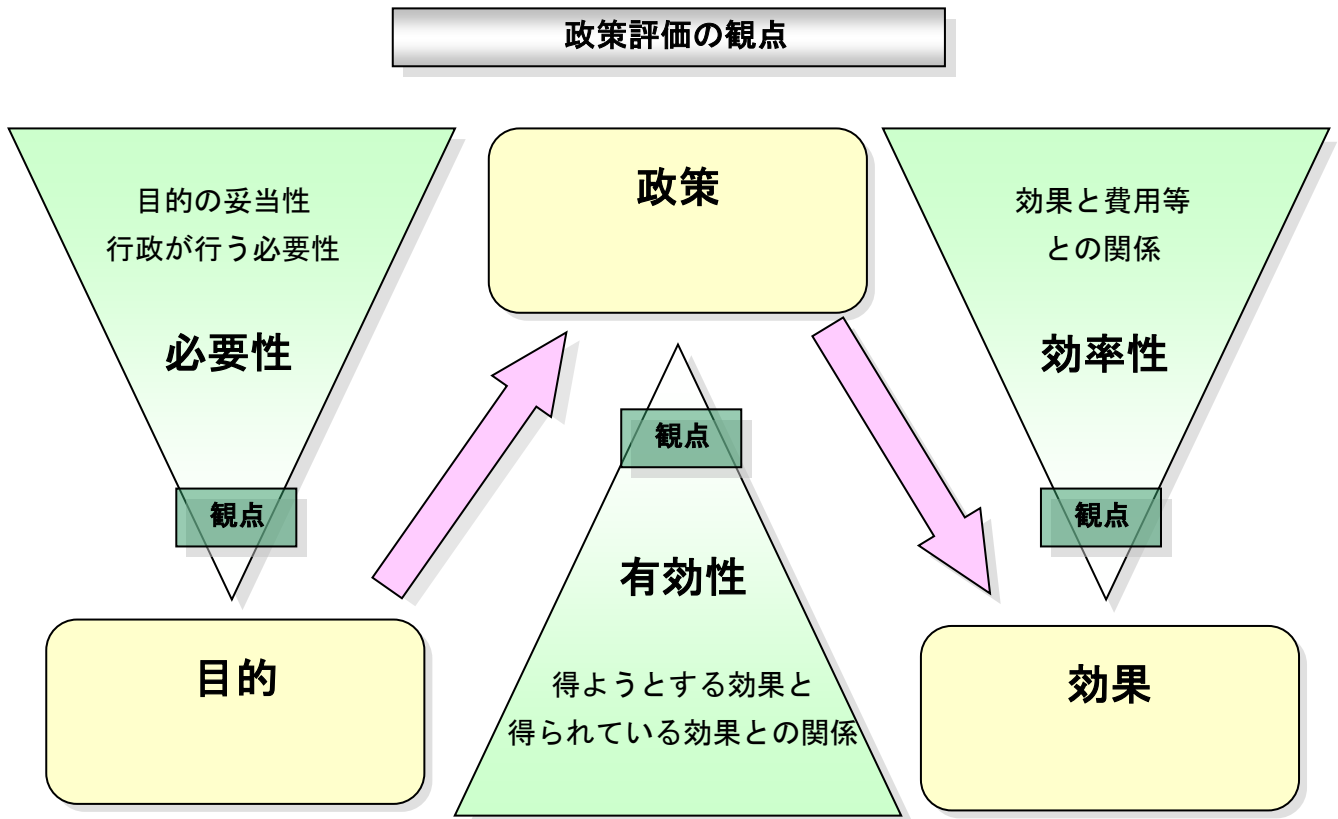 政策評価の観点
目的の妥当性
行政が行う必要性
必要性
観点
目的
政策
観点
有効性
得ようとする効果と
得られている効果との関係
効果と費用等
との関係
効率性
観点
効果